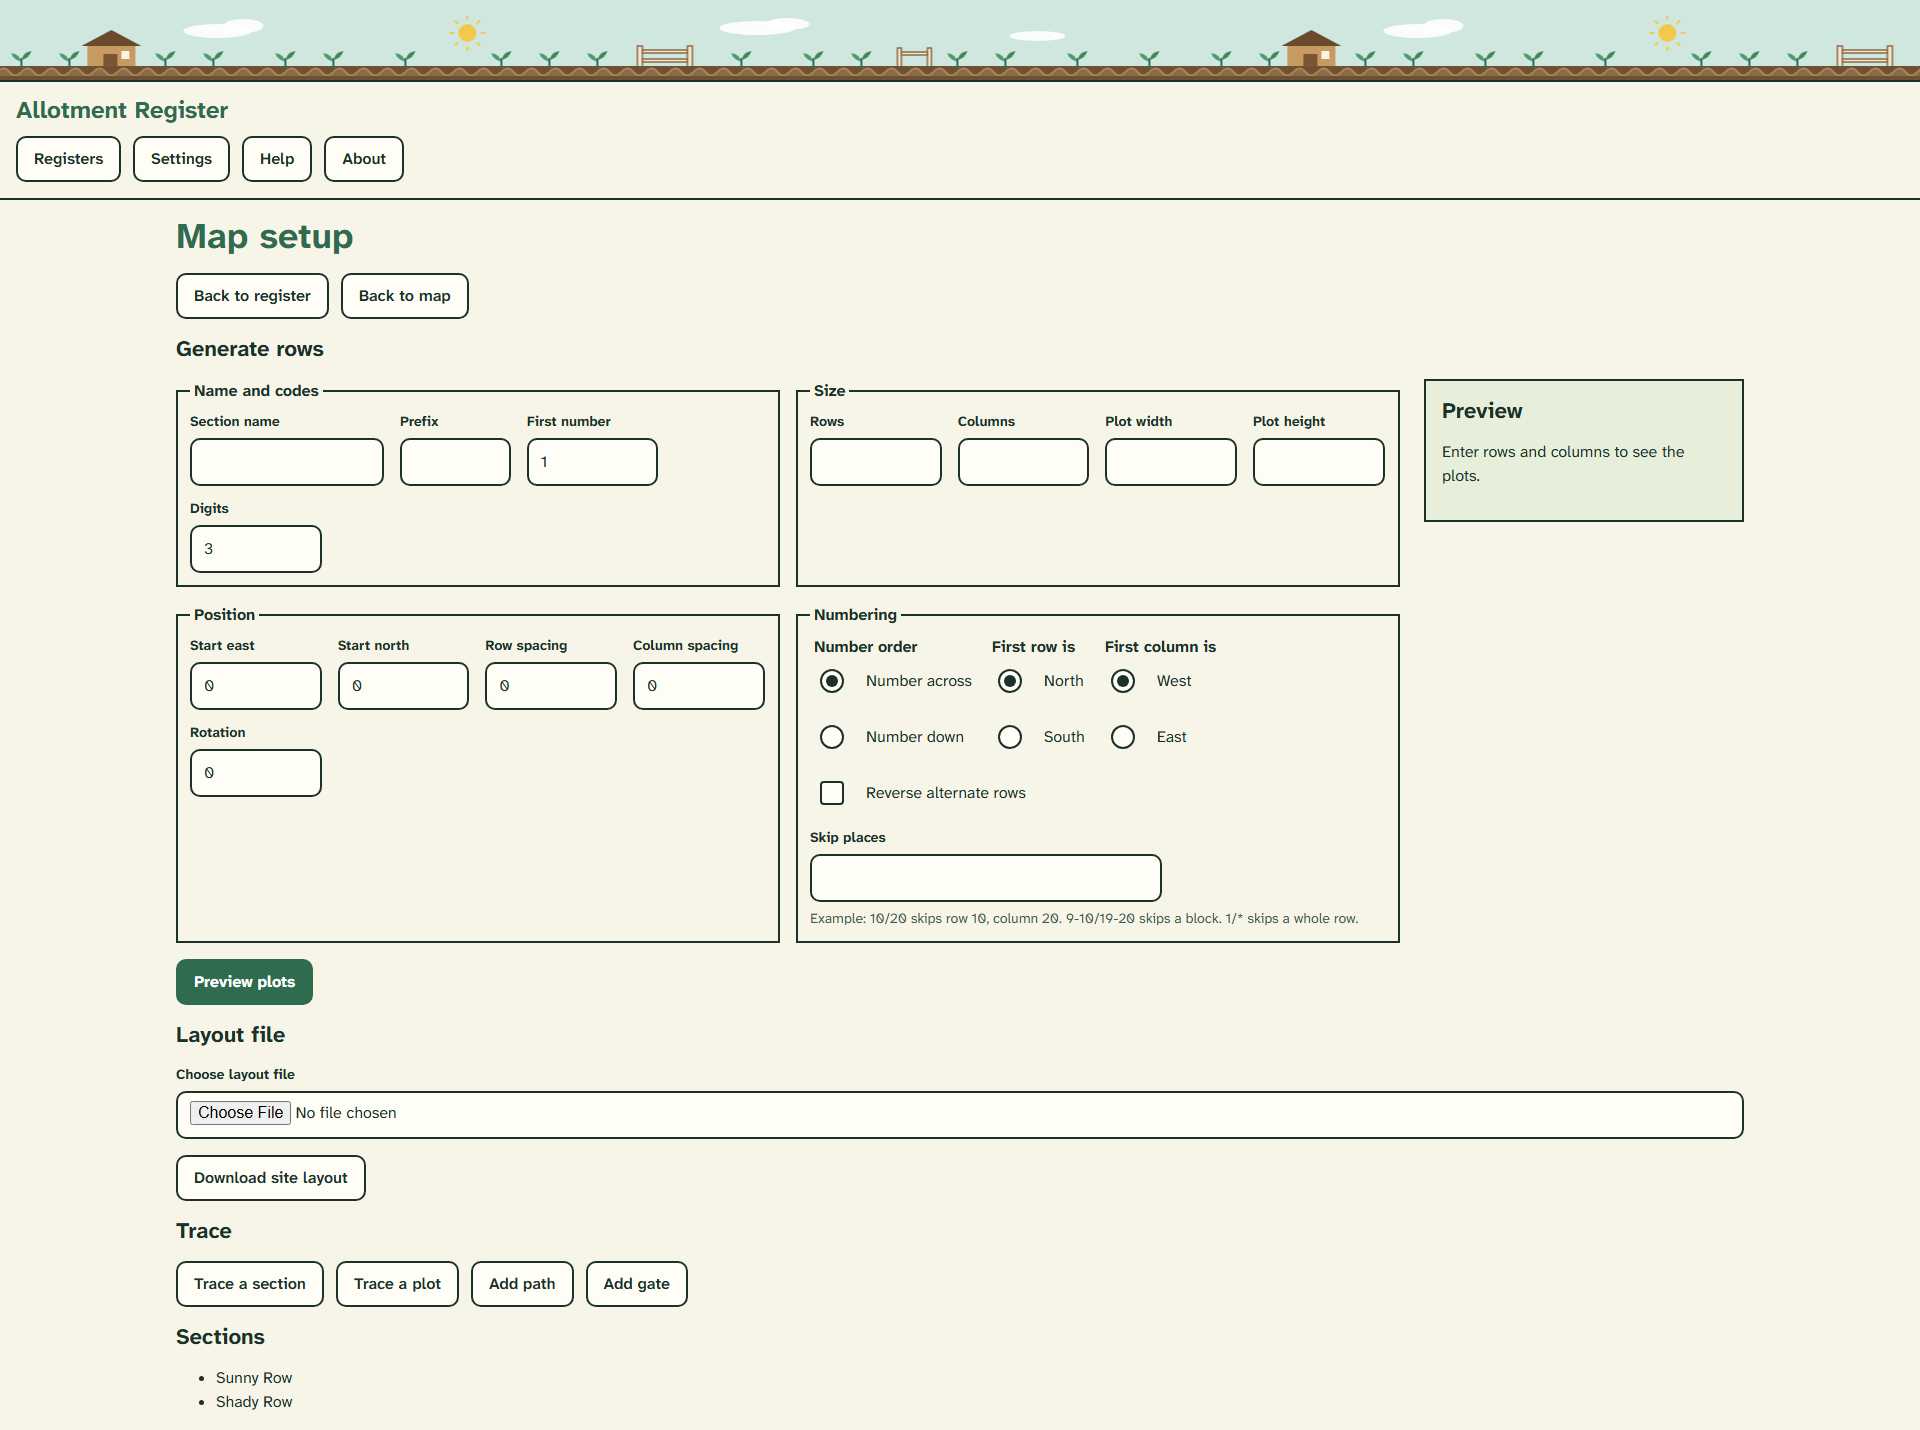 Allotment Register
Registers Settings Help About
Map setup
Back to register Back to map
Generate rows
Name and codes
Section name Prefix First number
1
Digits
3
Size
Rows Columns Plot width Plot height
Preview
Enter rows and columns to see the
plots.
Position
Start east Start north Row spacing Column spacing
0 0 0 0
Rotation
0
Numbering
Number order First row is First column is
Number across North West
Number down South East
Reverse alternate rows
Skip places
Example: 10/20 skips row 10, column 20. 9-10/19-20 skips a block. 1/* skips a whole row.
Preview plots
Layout file
Choose layout file
Choose File No file chosen
Download site layout
Trace
Trace a section Trace a plot Add path Add gate
Sections
• Sunny Row
• Shady Row